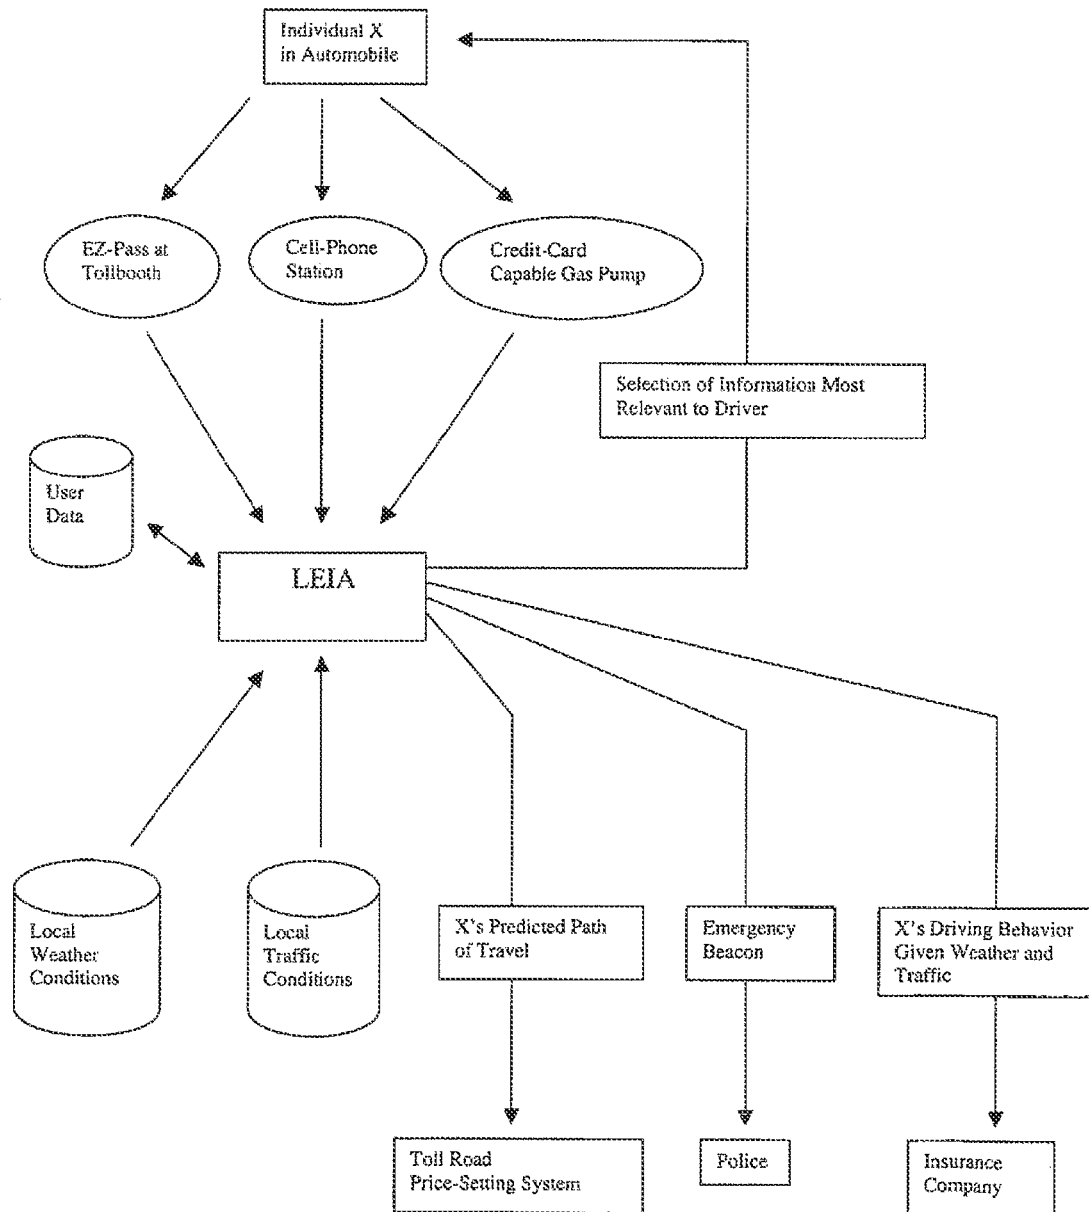 Individual X
in Automobile
EZ-Pass at
Tollbooth
Cell-Phone
Station
Credit-Card
Capable Gas Pump
Selection of Information Most
Relevant to Driver
User
Data
LEIA
Local
Weather
Conditions
Local
Traffic
Conditions
X's Predicted Path
of Travel
Emergency
Beacon
X's Driving Behavior
Given Weather and
Traffic
Toll Road
Price-Setting System
Police
Insurance
Company